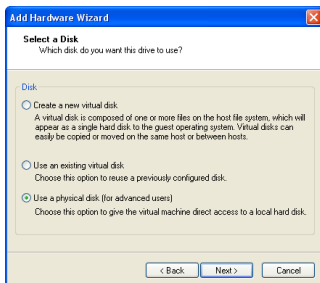 Add Hardware Wizard
Select a Disk
Which disk do you want this drive to use?
Disk
Create a new virtual disk
A virtual disk is composed of one or more files on the host file system, which will
appear as a single hard disk to the guest operating system. Virtual disks can
easily be copied or moved on the same host or between hosts.
Use an existing virtual disk
Choose this option to reuse a previously configured disk.
Use a physical disk (for advanced users)
Choose this option to give the virtual machine direct access to a local hard disk.
< Back Next > Cancel